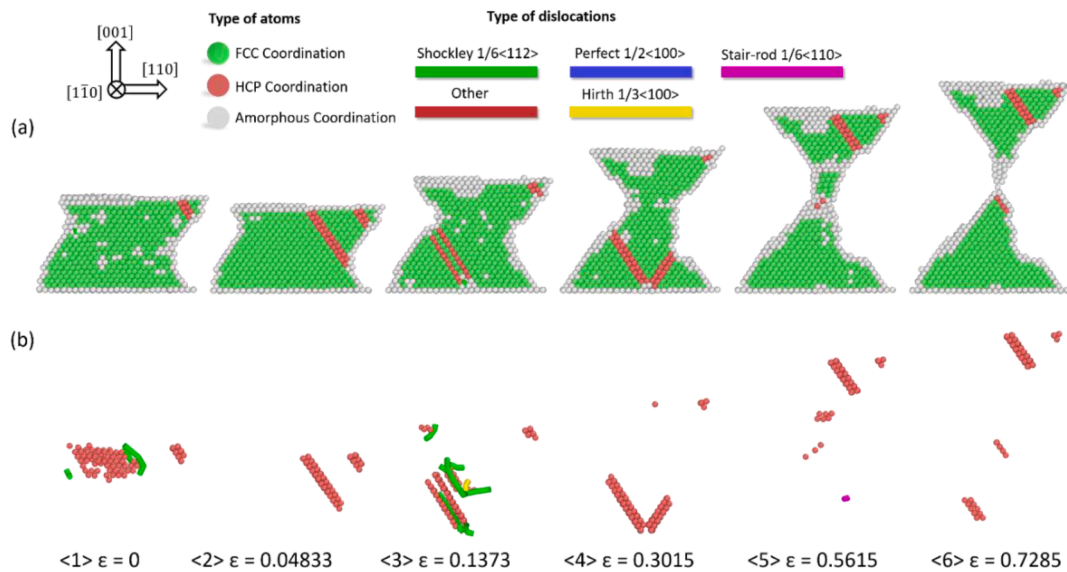 [001]
[110]
[11̄0]
Type of atoms
FCC Coordination
HCP Coordination
Amorphous Coordination
Type of dislocations
Shockley 1/6<112>
Perfect 1/2<100>
Stair-rod 1/6<110>
Other
Hirth 1/3<100>
(a)
(b)
<1> ε = 0
<2> ε = 0.04833
<3> ε = 0.1373
<4> ε = 0.3015
<5> ε = 0.5615
<6> ε = 0.7285